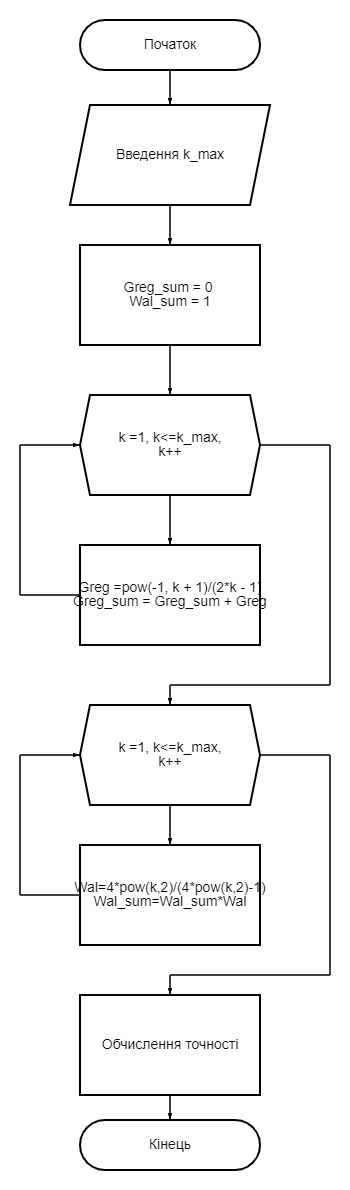 Початок
Введення k_max
Greg_sum = 0
Wal_sum = 1
k =1, k<=k_max,
k++
Greg =pow(-1, k + 1)/(2*k - 1)
Greg_sum = Greg_sum + Greg
k =1, k<=k_max,
k++
Wal=4*pow(k,2)/(4*pow(k,2)-1)
Wal_sum=Wal_sum*Wal
Обчислення точності
Кінець